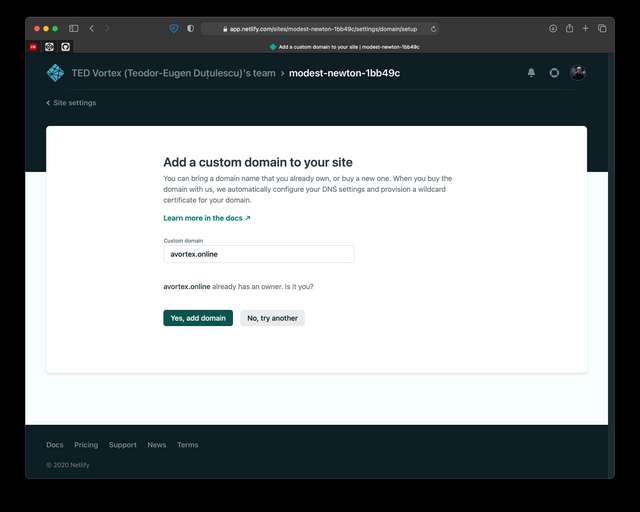 app.netlify.com/sites/modest-newton-1bb49c/settings/domain/setup
Add a custom domain to your site | modest-newton-1bb49c
TED Vortex (Teodor-Eugen Duțulescu)'s team > modest-newton-1bb49c
< Site settings
Add a custom domain to your site
You can bring a domain name that you already own, or buy a new one. When you buy the
domain with us, we automatically configure your DNS settings and provision a wildcard
certificate for your domain.
Learn more in the docs ↗
Custom domain
avortex.online
avortex.online already has an owner. Is it you?
Yes, add domain No, try another
Docs Pricing Support News Terms
© 2020 Netlify